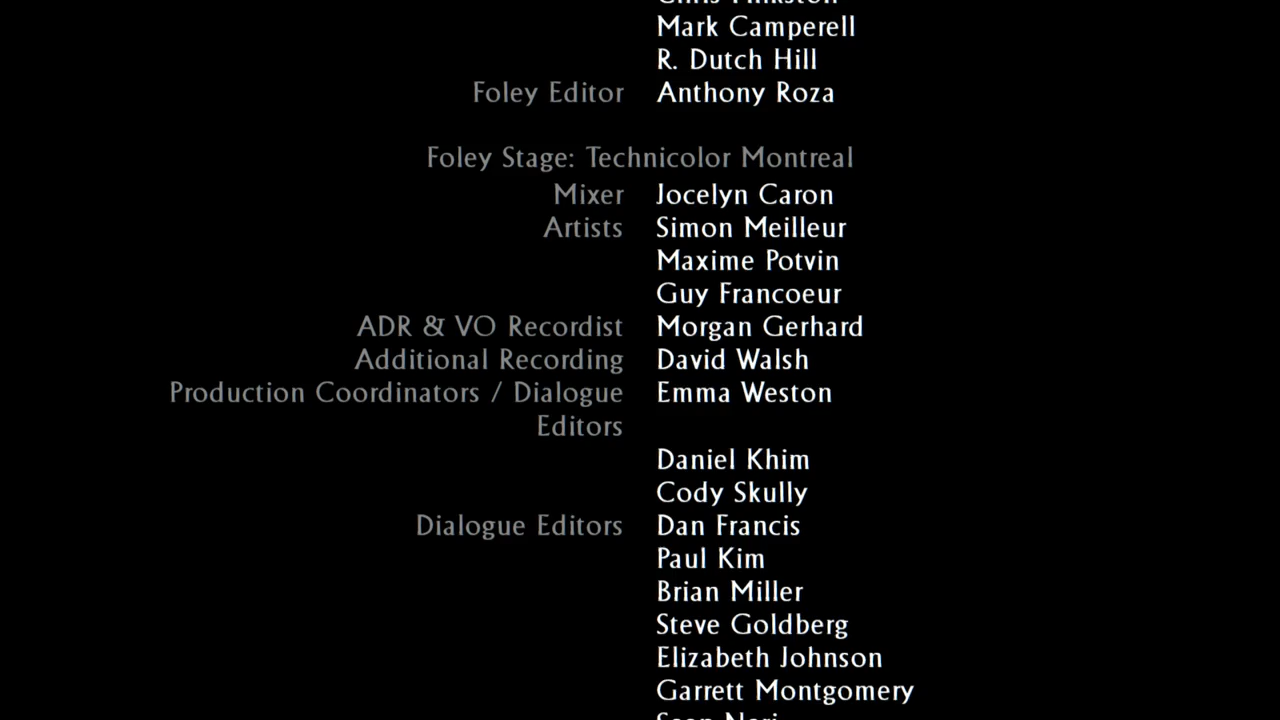 Mark Camperell
R. Dutch Hill
Foley Editor Anthony Roza
Foley Stage: Technicolor Montreal
Mixer Jocelyn Caron
Artists Simon Meilleur
Maxime Potvin
Guy Francoeur
ADR & VO Recordist Morgan Gerhard
Additional Recording David Walsh
Production Coordinators / Dialogue Emma Weston
Editors
Daniel Khim
Cody Skully
Dialogue Editors Dan Francis
Paul Kim
Brian Miller
Steve Goldberg
Elizabeth Johnson
Garrett Montgomery